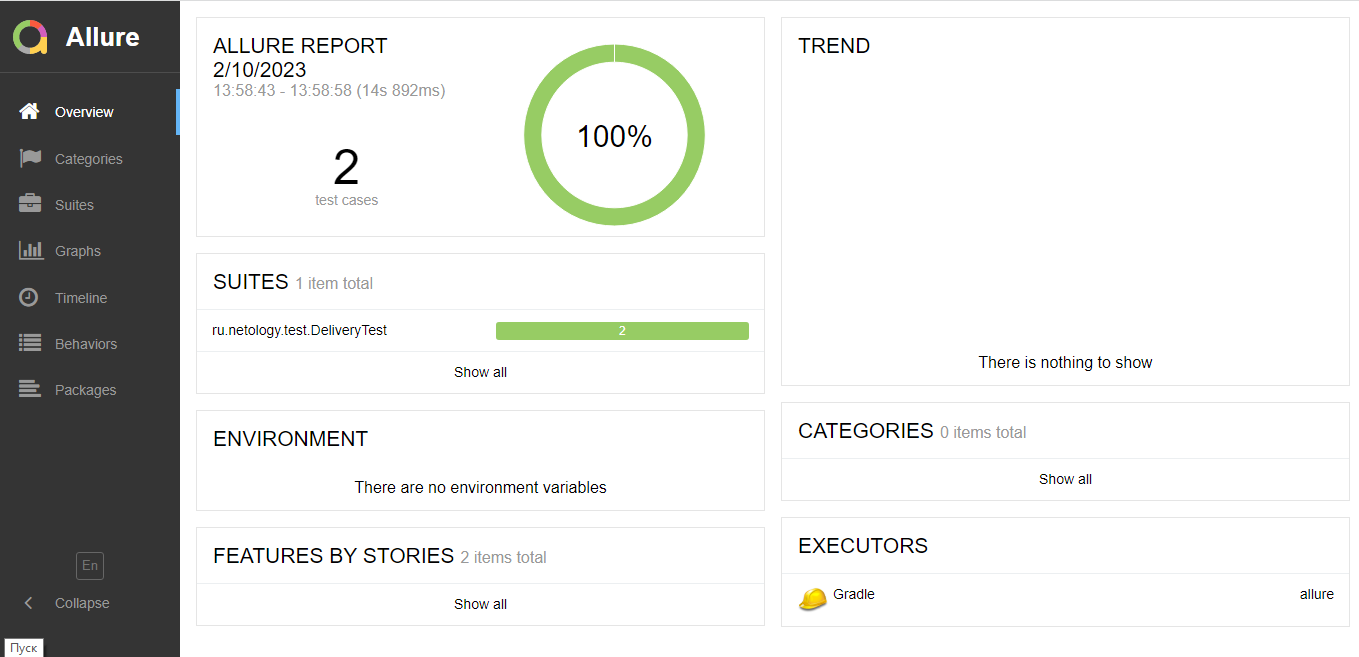 Allure
Overview
Categories
Suites
Graphs
Timeline
Behaviors
Packages
En
Collapse
Пуск
ALLURE REPORT
2/10/2023
13:58:43 - 13:58:58 (14s 892ms)
2
test cases
100%
SUITES 1 item total
ru.netology.test.DeliveryTest 2
Show all
ENVIRONMENT
There are no environment variables
FEATURES BY STORIES 2 items total
Show all
TREND
There is nothing to show
CATEGORIES 0 items total
Show all
EXECUTORS
Gradle allure